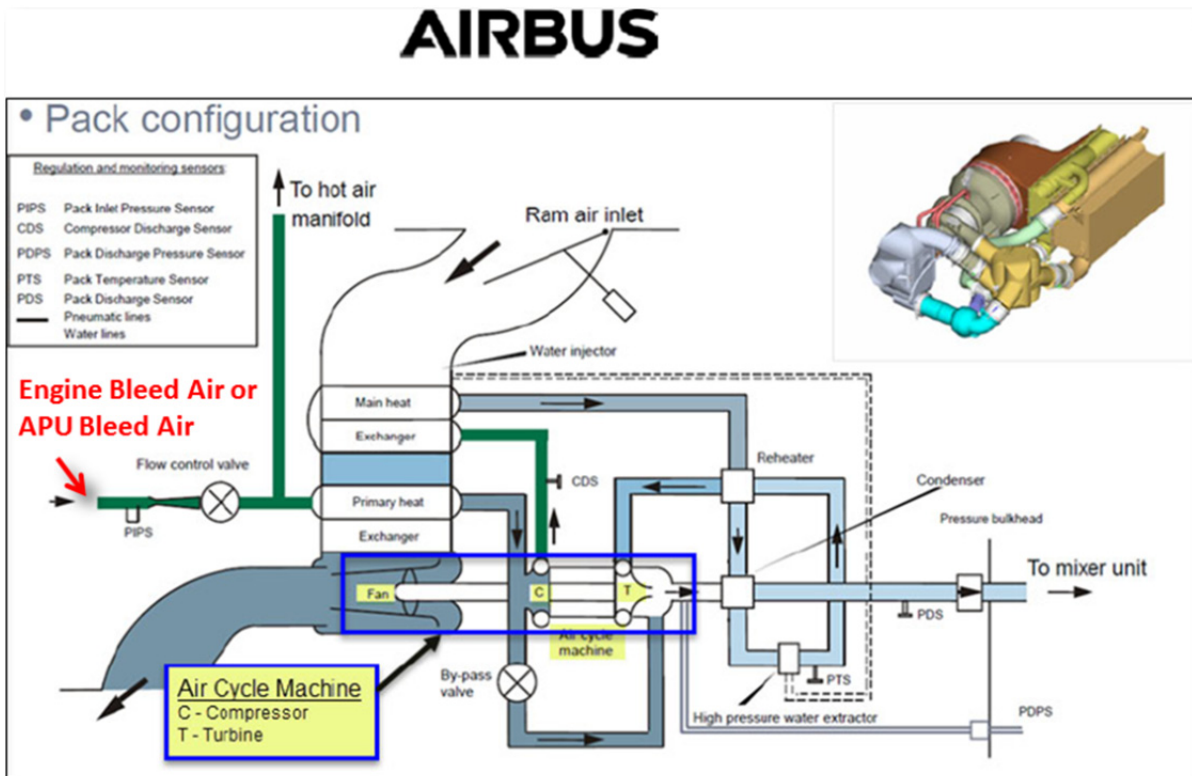 AIRBUS
• Pack configuration
Regulation and monitoring sensors:
PIPS Pack Inlet Pressure Sensor
CDS Compressor Discharge Sensor
PDPS Pack Discharge Pressure Sensor
PTS Pack Temperature Sensor
PDS Pack Discharge Sensor
Pneumatic lines
Water lines
To hot air
manifold
Ram air inlet
Water injector
Engine Bleed Air or
APU Bleed Air
Flow control valve
PIPS
Main heat
Exchanger
Primary heat
Exchanger
CDS
Reheater
Condenser
Pressure bulkhead
To mixer unit
Fan
C
T
Air cycle
machine
PDS
By-pass
valve
PTS
High pressure water extractor
PDPS
Air Cycle Machine
C - Compressor
T - Turbine